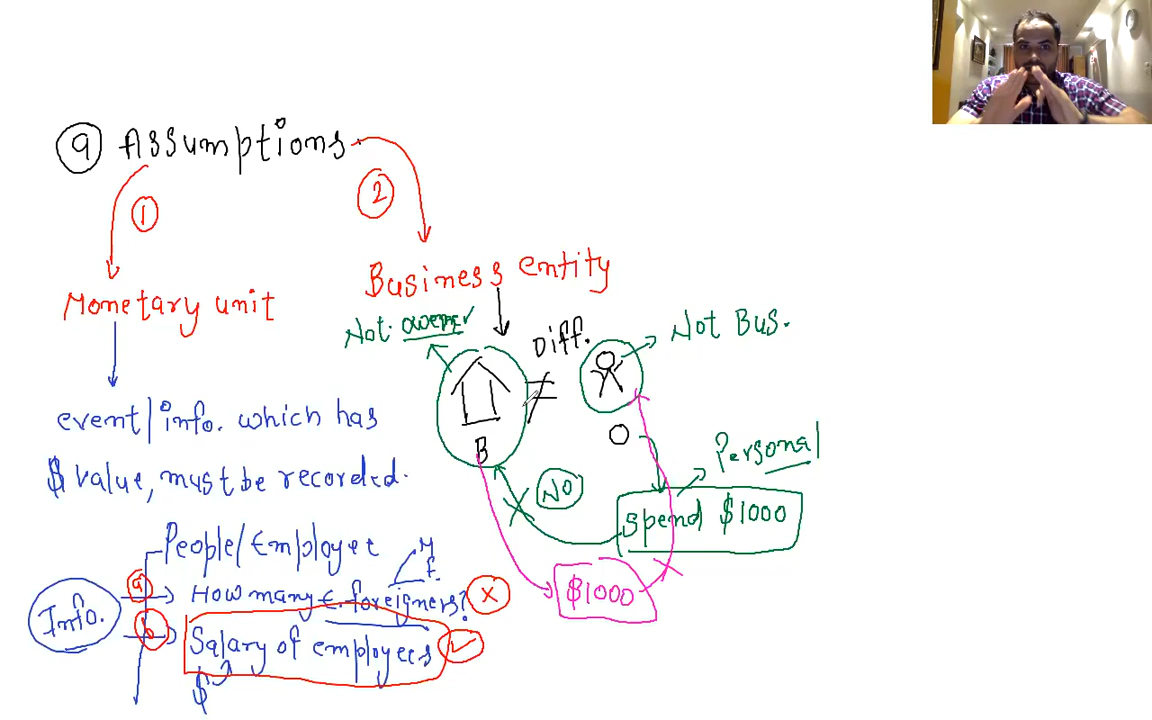 (9) Assumptions
(1)
(2)
Monetary unit
event/info. which has
$ value, must be recorded.
Info.
People/Employee
(a) How many E. foreigners? X
M
F.
(b) Salary of employees ✓
$
Business entity
Not owner ✓
Diff.
≠
Not Bus.
B
O
Personal
Spend $1000
NO
$1000